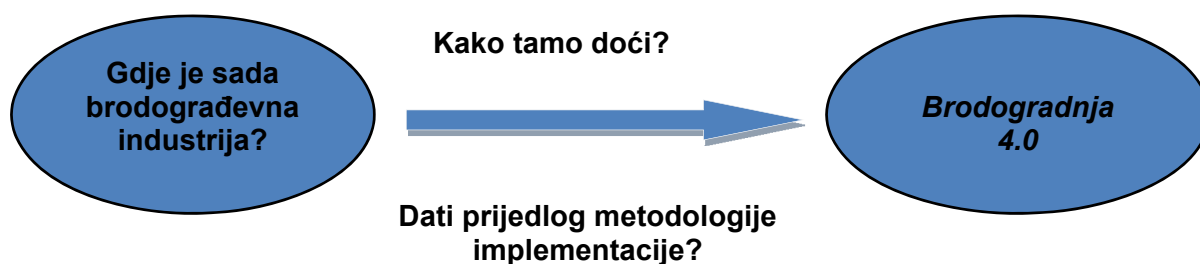 Gdje je sada
brodograđevna
industrija?
Kako tamo doći?
Dati prijedlog metodologije
implementacije?
Brodogradnja
4.0